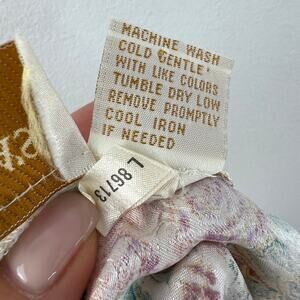 MACHINE WASH
COLD GENTLE
WITH LIKE COLORS
TUMBLE DRY LOW
REMOVE PROMPTLY
COOL IRON
IF NEEDED
L 86713